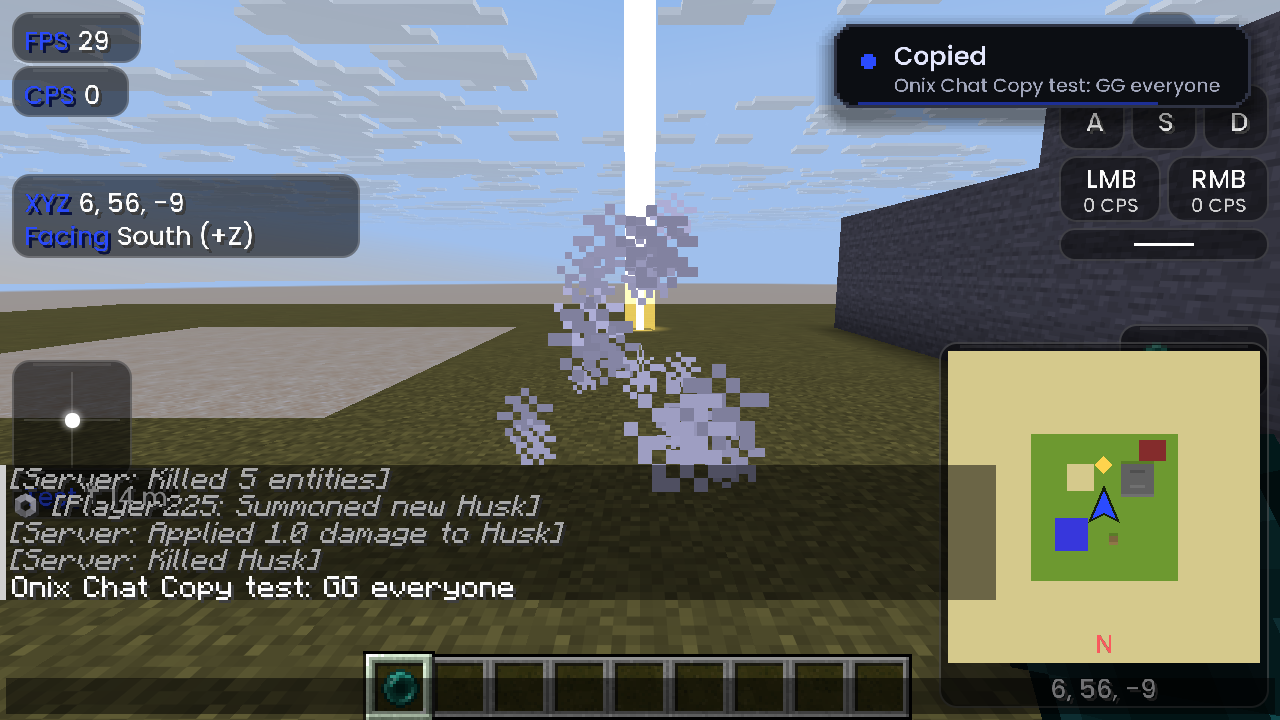 FPS 29
CPS 0
XYZ 6, 56, -9
Facing South (+Z)
Copied
Onix Chat Copy test: GG everyone
A S D
LMB RMB
0 CPS 0 CPS
[Server: Killed 5 entities]
[Player225: Summoned new Husk]
[Server: Applied 1.0 damage to Husk]
[Server: Killed Husk]
Onix Chat Copy test: GG everyone
N
6, 56, -9